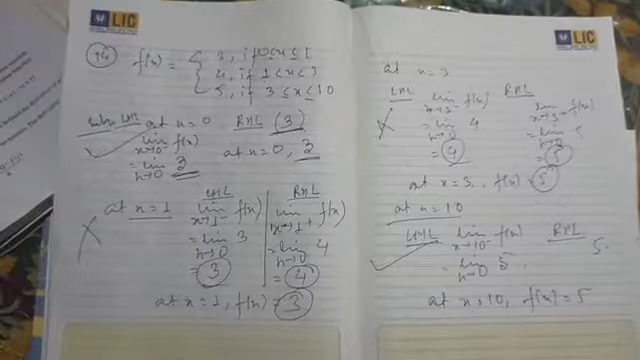 LIC
LIC
14 f(x) = { 3, if 0≤x≤1
4, if 1<x<3
5, if 3≤x≤10
LHL at x=0 RHL (3)
lim x→0⁻ f(x)
= lim h→0 3
at x=0, 3
at x=1
LHL
lim x→1⁻ f(x)
= lim h→0 3
= 3
RHL
lim x→1⁺ f(x)
= lim h→0 4
= 4
at x=1, f(x) = 3
at x=3
LHL
lim x→3⁻ f(x)
= lim h→0 4
= 4
RHL
lim x→3⁺ f(x)
= lim h→0 5
= 5
at x=3, f(x) = 5
at x=10
LHL lim x→10⁻ f(x)
= lim h→0 5
RHL
5
at x=10, f(x) = 5